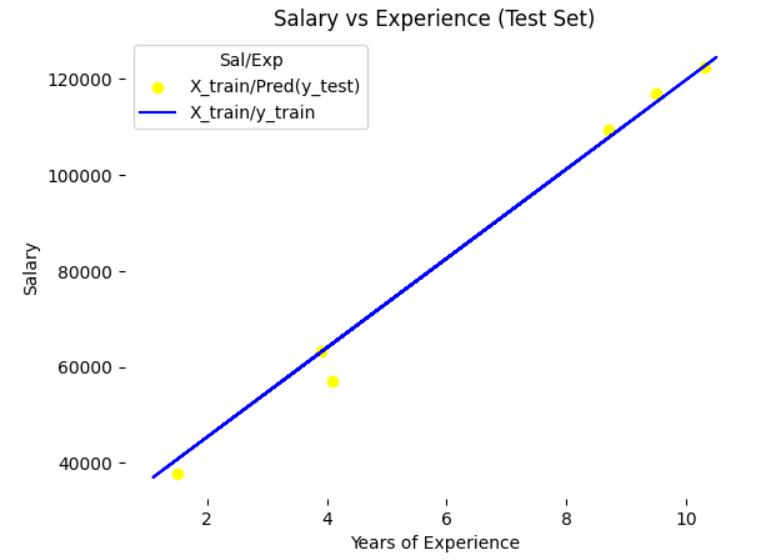 Salary vs Experience (Test Set)
Sal/Exp
X_train/Pred(y_test)
X_train/y_train
120000
100000
80000
60000
40000
Salary
2 4 6 8 10
Years of Experience